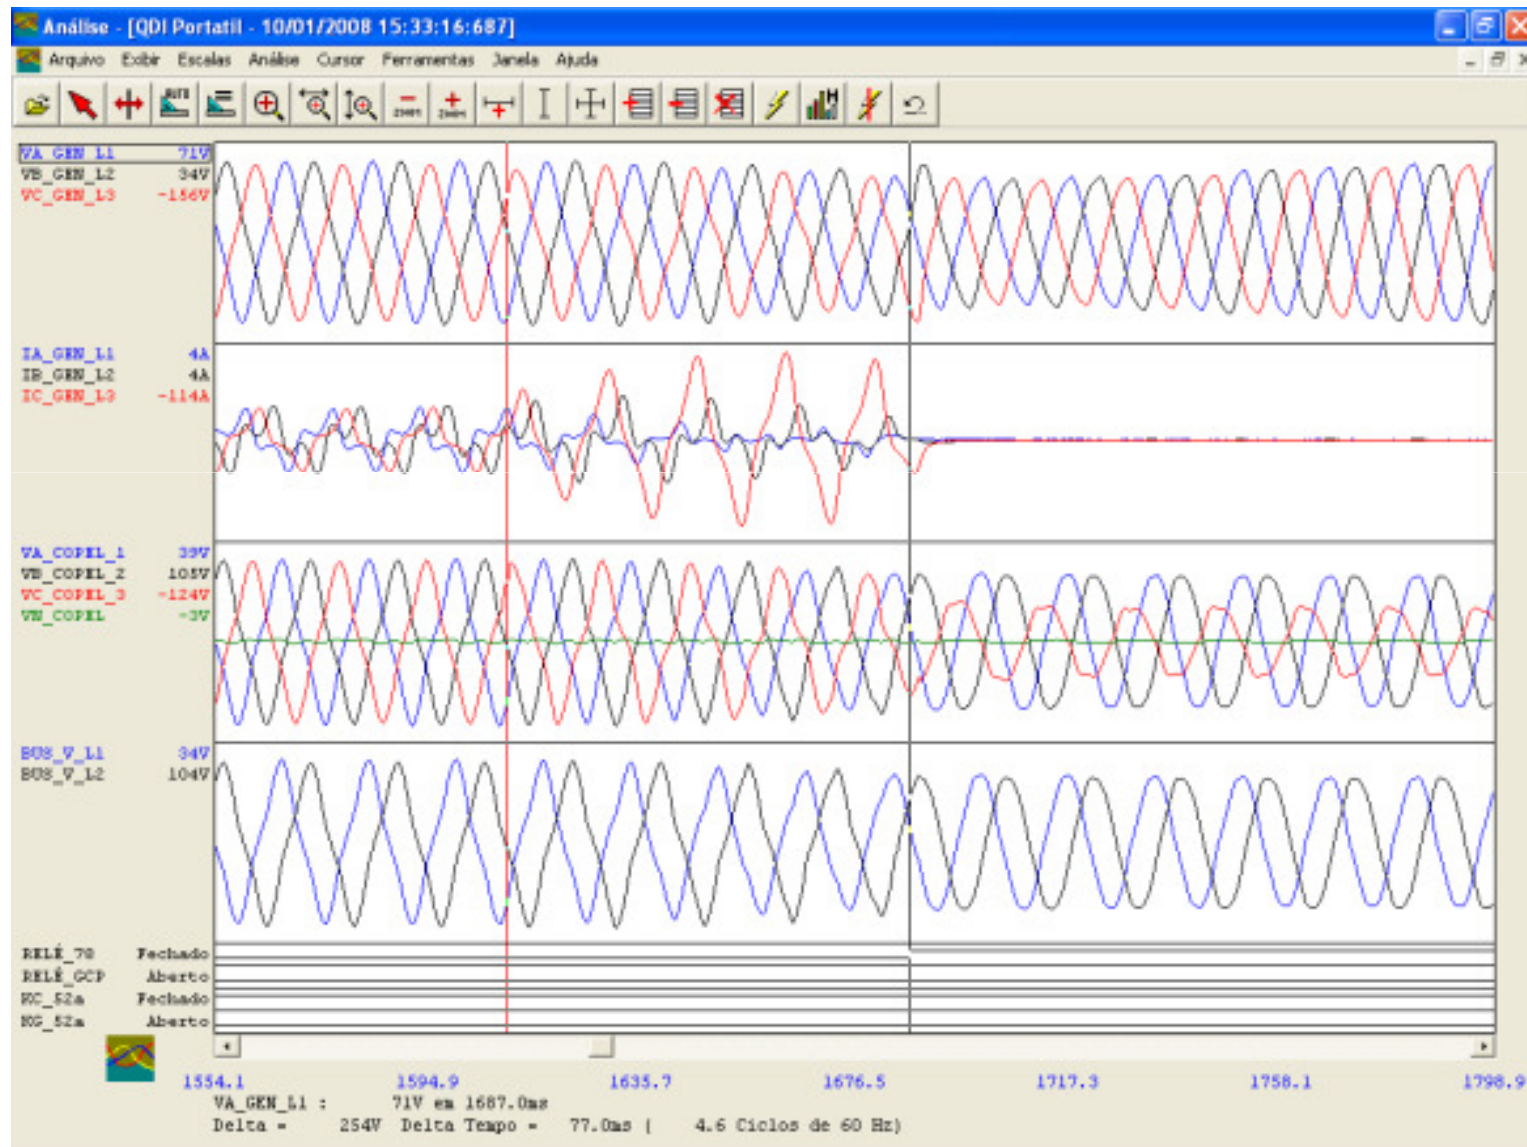 Análise - [QDI Portatil - 10/01/2008 15:33:16:687]
Arquivo Exibir Escalas Análise Cursor Ferramentas Janela Ajuda
VA_GEN_L1 71V
VB_GEN_L2 34V
VC_GEN_L3 -156V
IA_GEN_L1 4A
IB_GEN_L2 4A
IC_GEN_L3 -114A
VA_COPEL_1 39V
VB_COPEL_2 105V
VC_COPEL_3 -124V
VN_COPEL -3V
BUS_V_L1 34V
BUS_V_L2 104V
RELÉ_78 Fechado
RELÉ_GCP Aberto
KC_52a Fechado
KG_52a Aberto
1554.1 1594.9 1635.7 1676.5 1717.3 1758.1 1798.9
VA_GEN_L1 : 71V em 1687.0ms
Delta = 254V Delta Tempo = 77.0ms ( 4.6 Ciclos de 60 Hz)